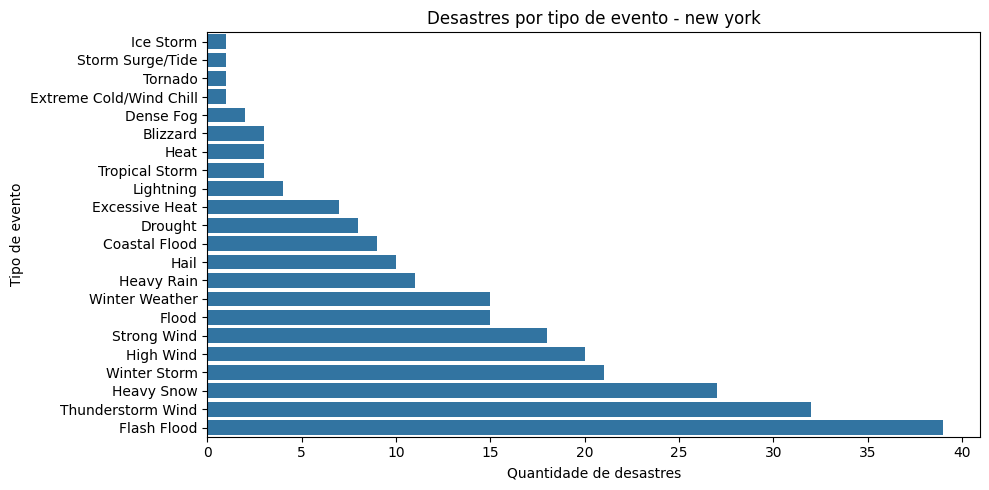 Desastres por tipo de evento - new york
Tipo de evento
Ice Storm
Storm Surge/Tide
Tornado
Extreme Cold/Wind Chill
Dense Fog
Blizzard
Heat
Tropical Storm
Lightning
Excessive Heat
Drought
Coastal Flood
Hail
Heavy Rain
Winter Weather
Flood
Strong Wind
High Wind
Winter Storm
Heavy Snow
Thunderstorm Wind
Flash Flood
0 5 10 15 20 25 30 35 40
Quantidade de desastres